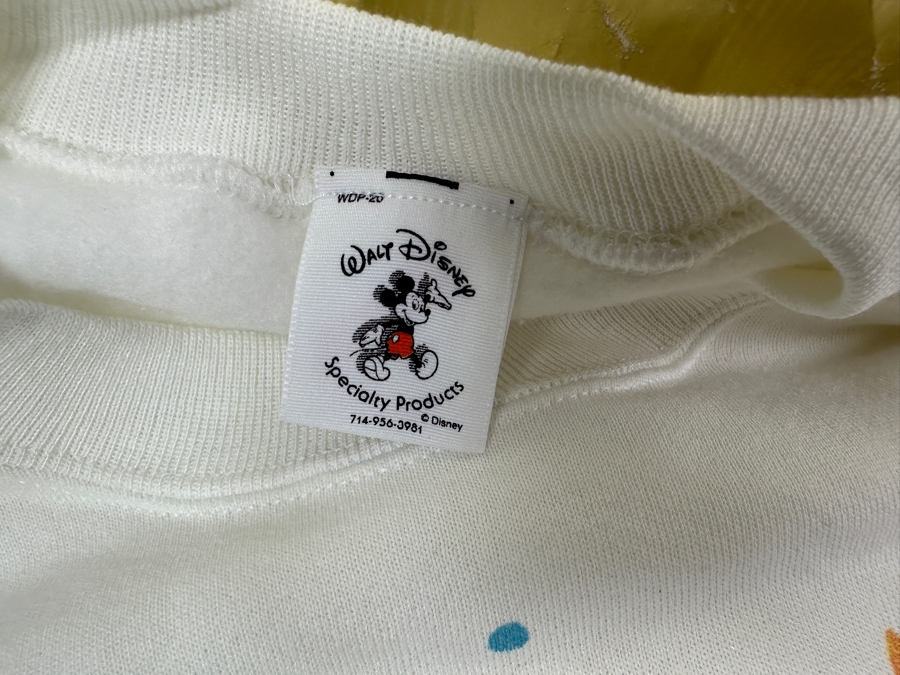 WDP-20
WALT DISNEY
Specialty Products
© Disney
714-956-3981